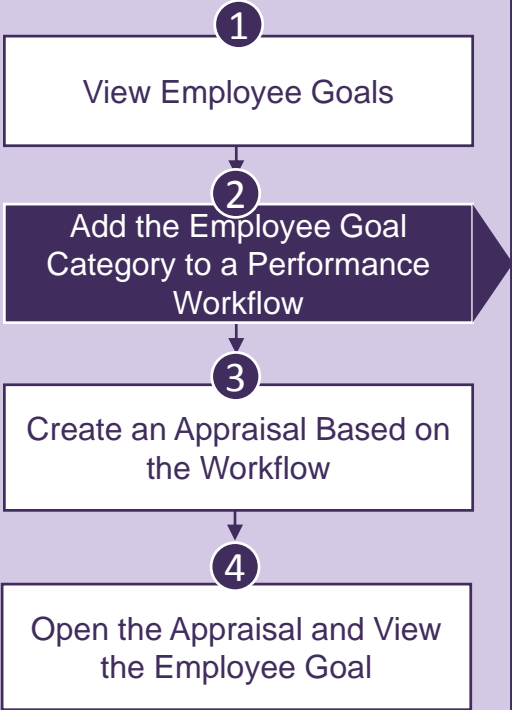 1
View Employee Goals
2
Add the Employee Goal
Category to a Performance
Workflow
3
Create an Appraisal Based on
the Workflow
4
Open the Appraisal and View
the Employee Goal